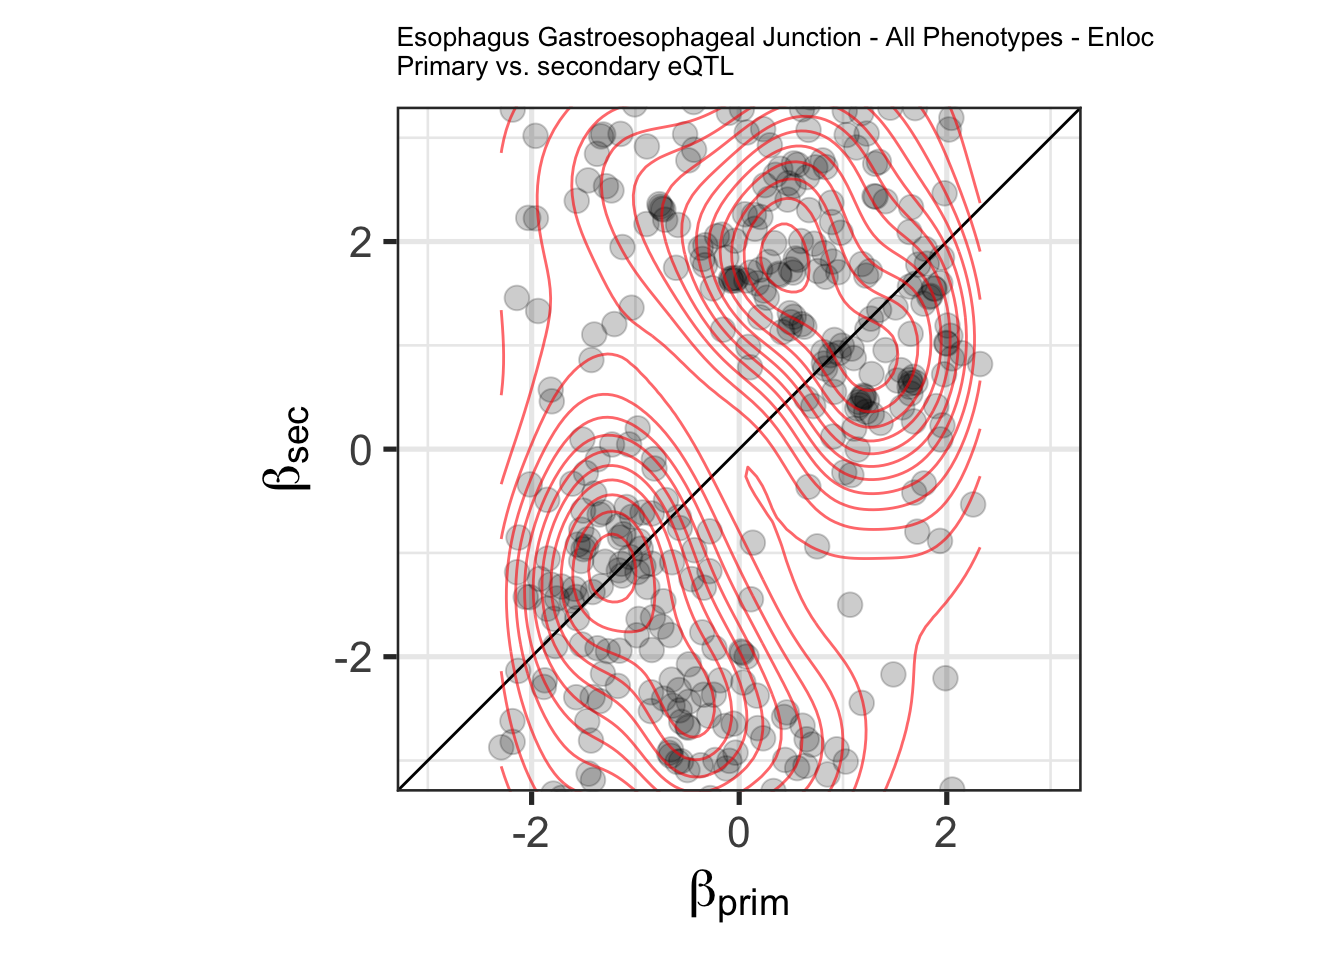 Esophagus Gastroesophageal Junction - All Phenotypes - Enloc
Primary vs. secondary eQTL
2
0
-2
βsec
-2 0 2
βprim